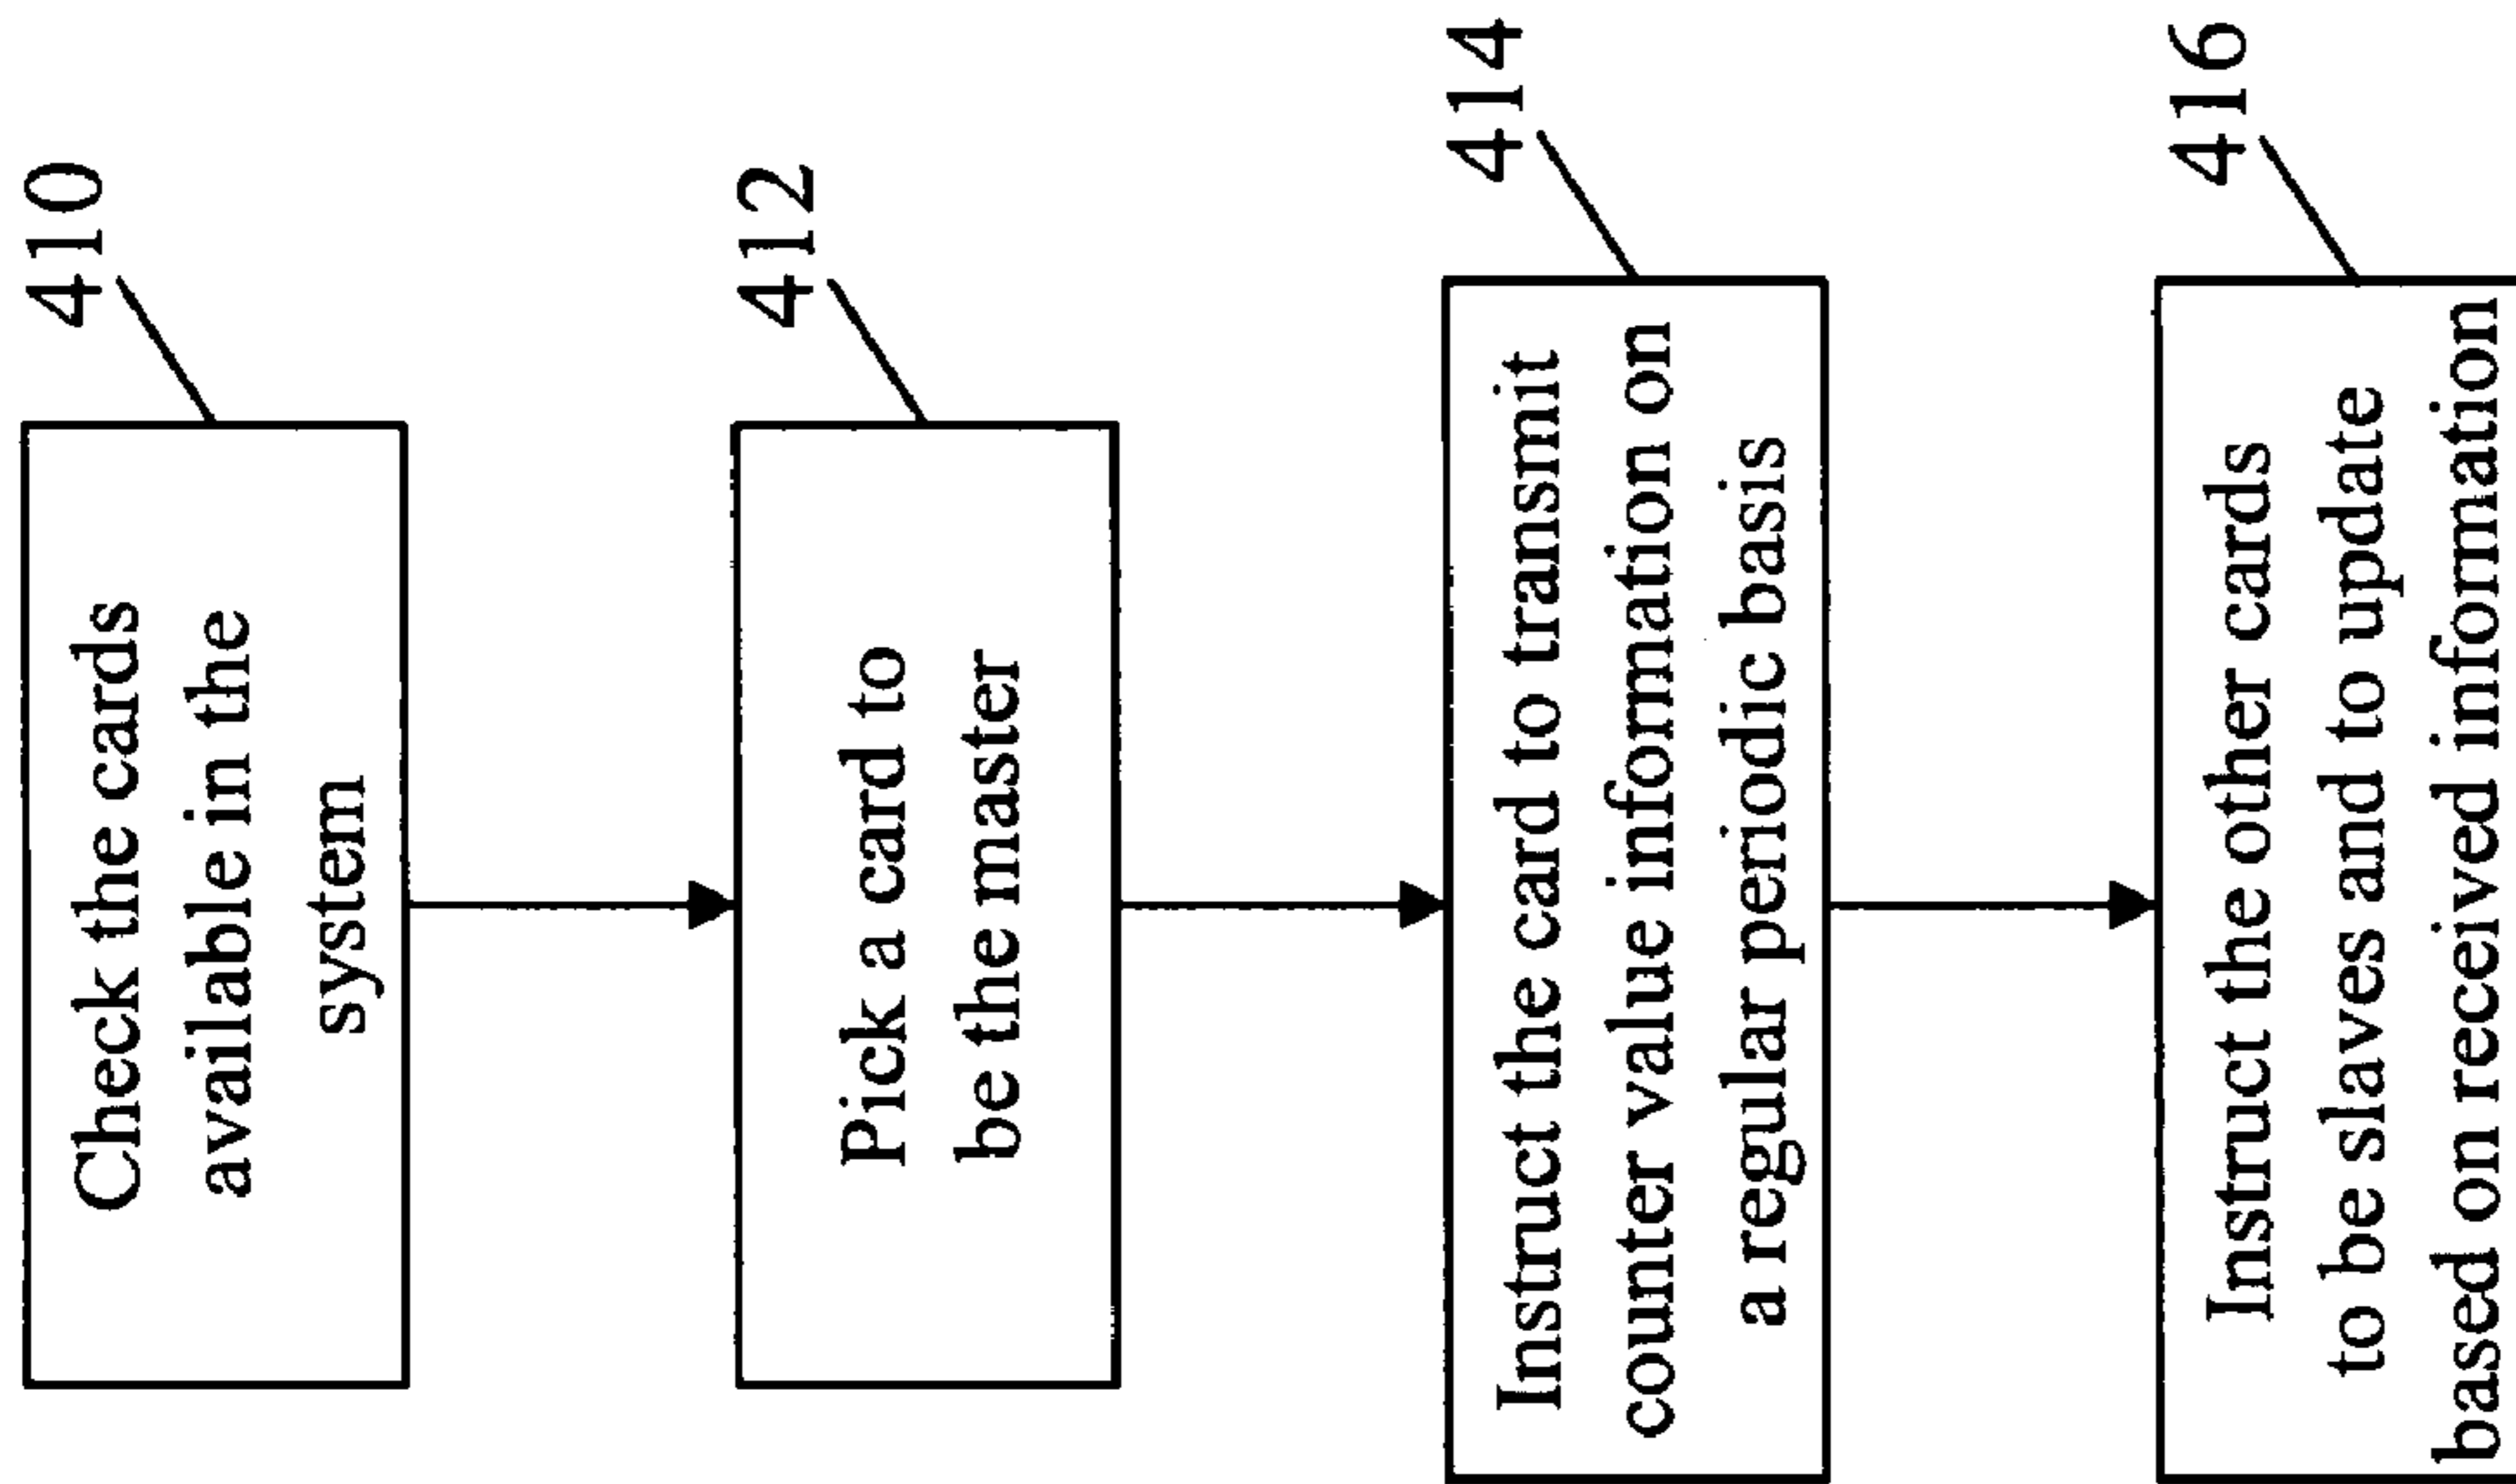 410
Check the cards
available in the
system
412
Pick a card to
be the master
414
Instruct the card to transmit
counter value information on
a regular periodic basis
416
Instruct the other cards
to be slaves and to update
based on received information